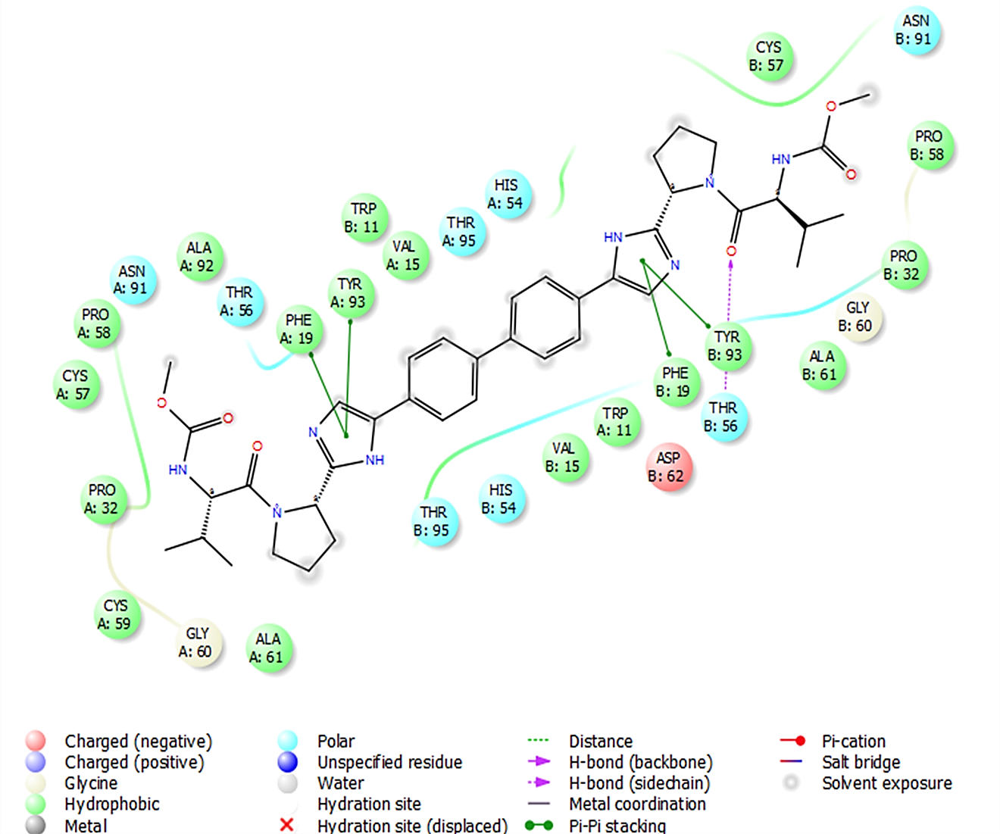 ASN
B: 91
CYS
B: 57
O
PRO
B: 58
HN
O
HIS
A: 54
N
a
a
TRP
B: 11
THR
A: 95
VAL
A: 15
HN
O
N
ALA
A: 92
ASN
A: 91
THR
A: 56
TYR
A: 93
PRO
B: 32
GLY
B: 60
PRO
A: 58
PHE
A: 19
TYR
B: 93
ALA
B: 61
CYS
A: 57
PHE
B: 19
THR
B: 56
TRP
A: 11
O
O
N
O
VAL
B: 15
ASP
B: 62
HN
NH
PRO
A: 32
a
a
N
HIS
B: 54
THR
B: 95
CYS
A: 59
GLY
A: 60
ALA
A: 61
Charged (negative)
Charged (positive)
Glycine
Hydrophobic
Metal
Polar
Unspecified residue
Water
Hydration site
Hydration site (displaced)
Distance
H-bond (backbone)
H-bond (sidechain)
Metal coordination
Pi-Pi stacking
Pi-cation
Salt bridge
Solvent exposure